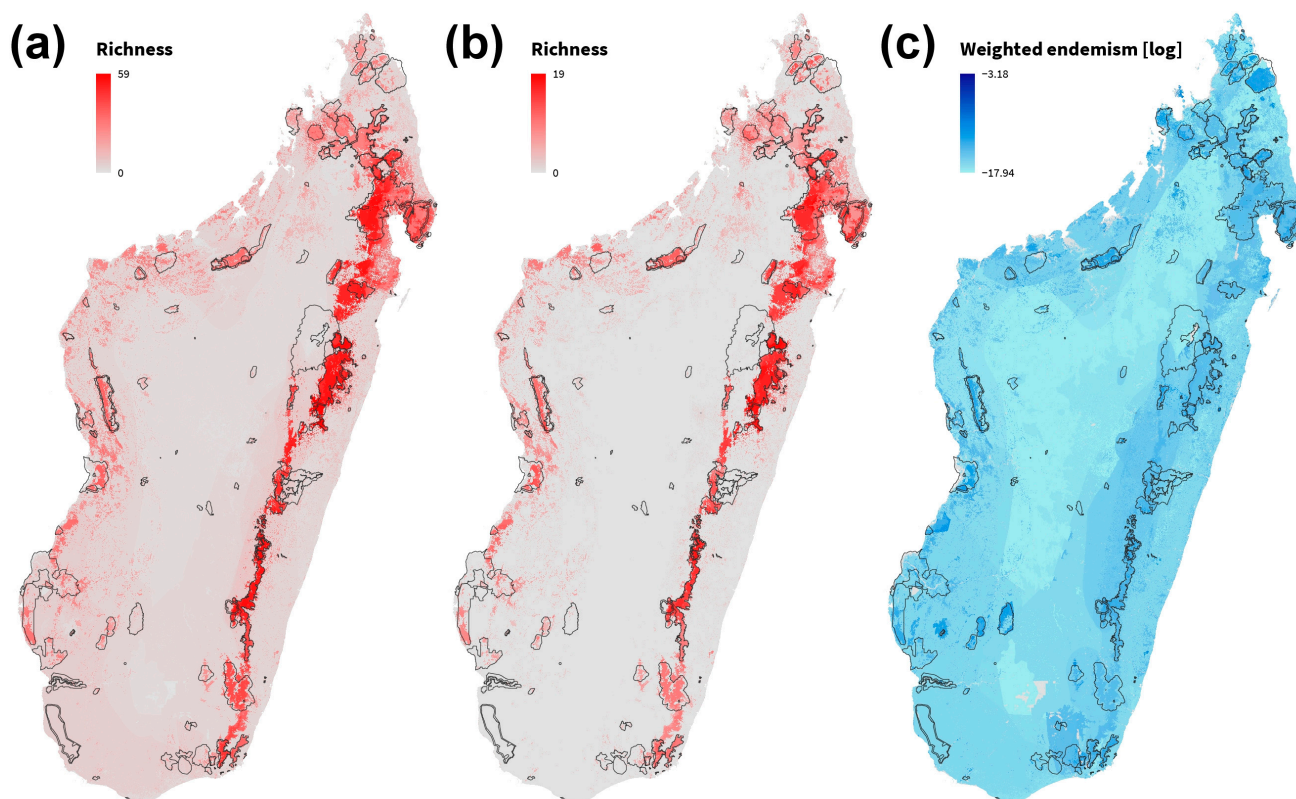 (a) Richness
59
0
(b) Richness
19
0
(c) Weighted endemism [log]
−3.18
−17.94